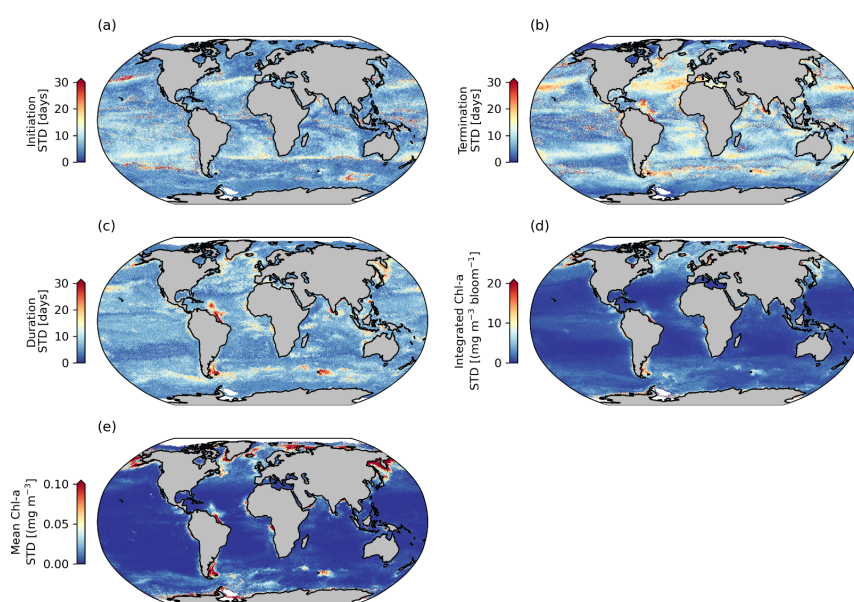 (a)
30
20
10
0
Initiation
STD [days]
(b)
30
20
10
0
Termination
STD [days]
(c)
30
20
10
0
Duration
STD [days]
(d)
20
10
0
Integrated Chl-a
STD [(mg m⁻³ bloom⁻¹]
(e)
0.10
0.05
0.00
Mean Chl-a
STD [(mg m⁻³]